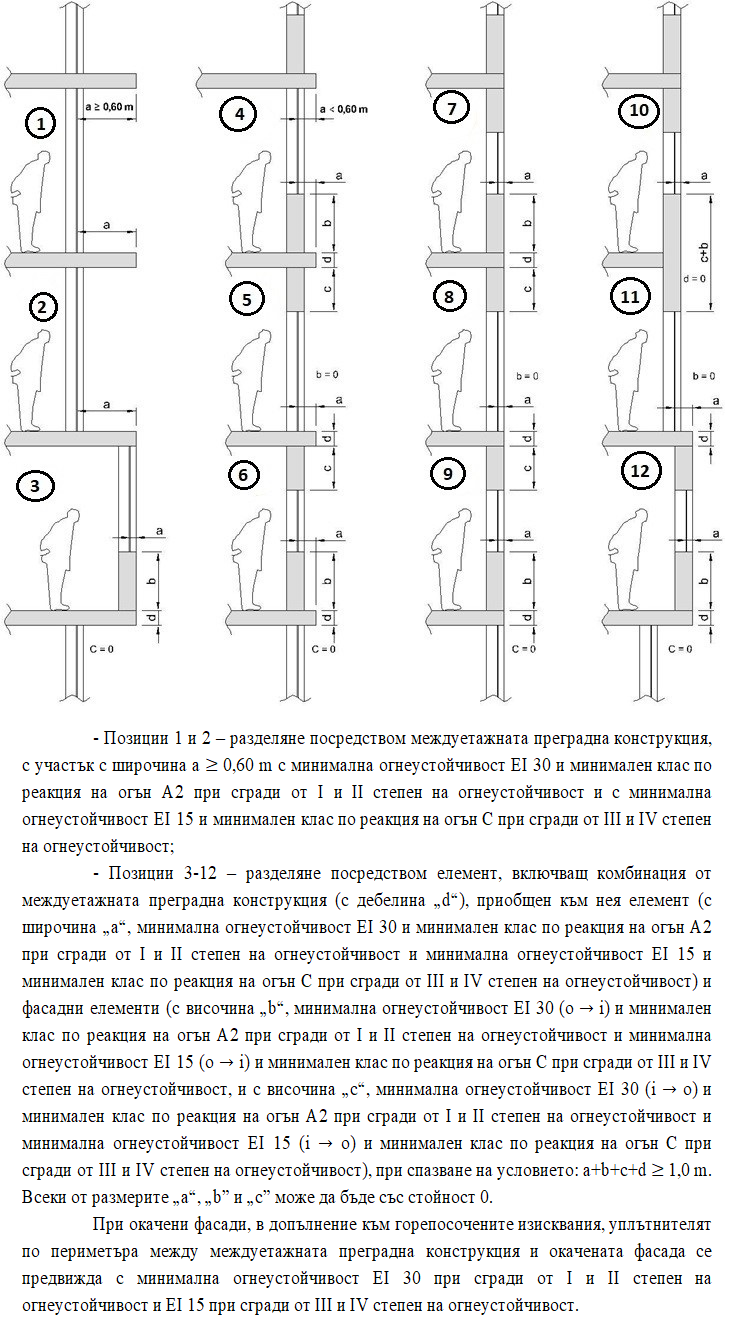 a ≥ 0,60 m
1
a
2
a
3
a
b
d
C = 0
4
a < 0,60 m
a
b
d
5
c
b = 0
a
d
6
c
a
b
d
C = 0
7
a
b
d
8
c
b = 0
a
d
9
c
a
b
d
C = 0
10
a
c+b
d = 0
11
b = 0
a
d
12
a
b
d
C = 0
- Позиции 1 и 2 – разделяне посредством междуетажната преградна конструкция,
с участък с широчина a ≥ 0,60 m с минимална огнеустойчивост EI 30 и минимален клас по
реакция на огън A2 при сгради от I и II степен на огнеустойчивост и с минимална
огнеустойчивост EI 15 и минимален клас по реакция на огън C при сгради от III и IV степен
на огнеустойчивост;
- Позиции 3-12 – разделяне посредством елемент, включващ комбинация от
междуетажната преградна конструкция (с дебелина „d“), приобщен към нея елемент (с
широчина „a“, минимална огнеустойчивост EI 30 и минимален клас по реакция на огън A2
при сгради от I и II степен на огнеустойчивост и минимална огнеустойчивост EI 15 и
минимален клас по реакция на огън C при сгради от III и IV степен на огнеустойчивост) и
фасадни елементи (с височина „b“, минимална огнеустойчивост EI 30 (o → i) и минимален
клас по реакция на огън A2 при сгради от I и II степен на огнеустойчивост и минимална
огнеустойчивост EI 15 (o → i) и минимален клас по реакция на огън C при сгради от III и IV
степен на огнеустойчивост, и с височина „c“, минимална огнеустойчивост EI 30 (i → o) и
минимален клас по реакция на огън A2 при сгради от I и II степен на огнеустойчивост и
минимална огнеустойчивост EI 15 (i → o) и минимален клас по реакция на огън C при
сгради от III и IV степен на огнеустойчивост), при спазване на условието: a+b+c+d ≥ 1,0 m.
Всеки от размерите „a“, „b” и „c” може да бъде със стойност 0.
При окачени фасади, в допълнение към горепосочените изисквания, уплътнителят
по периметъра между междуетажната преградна конструкция и окачената фасада се
предвижда с минимална огнеустойчивост EI 30 при сгради от I и II степен на
огнеустойчивост и EI 15 при сгради от III и IV степен на огнеустойчивост.